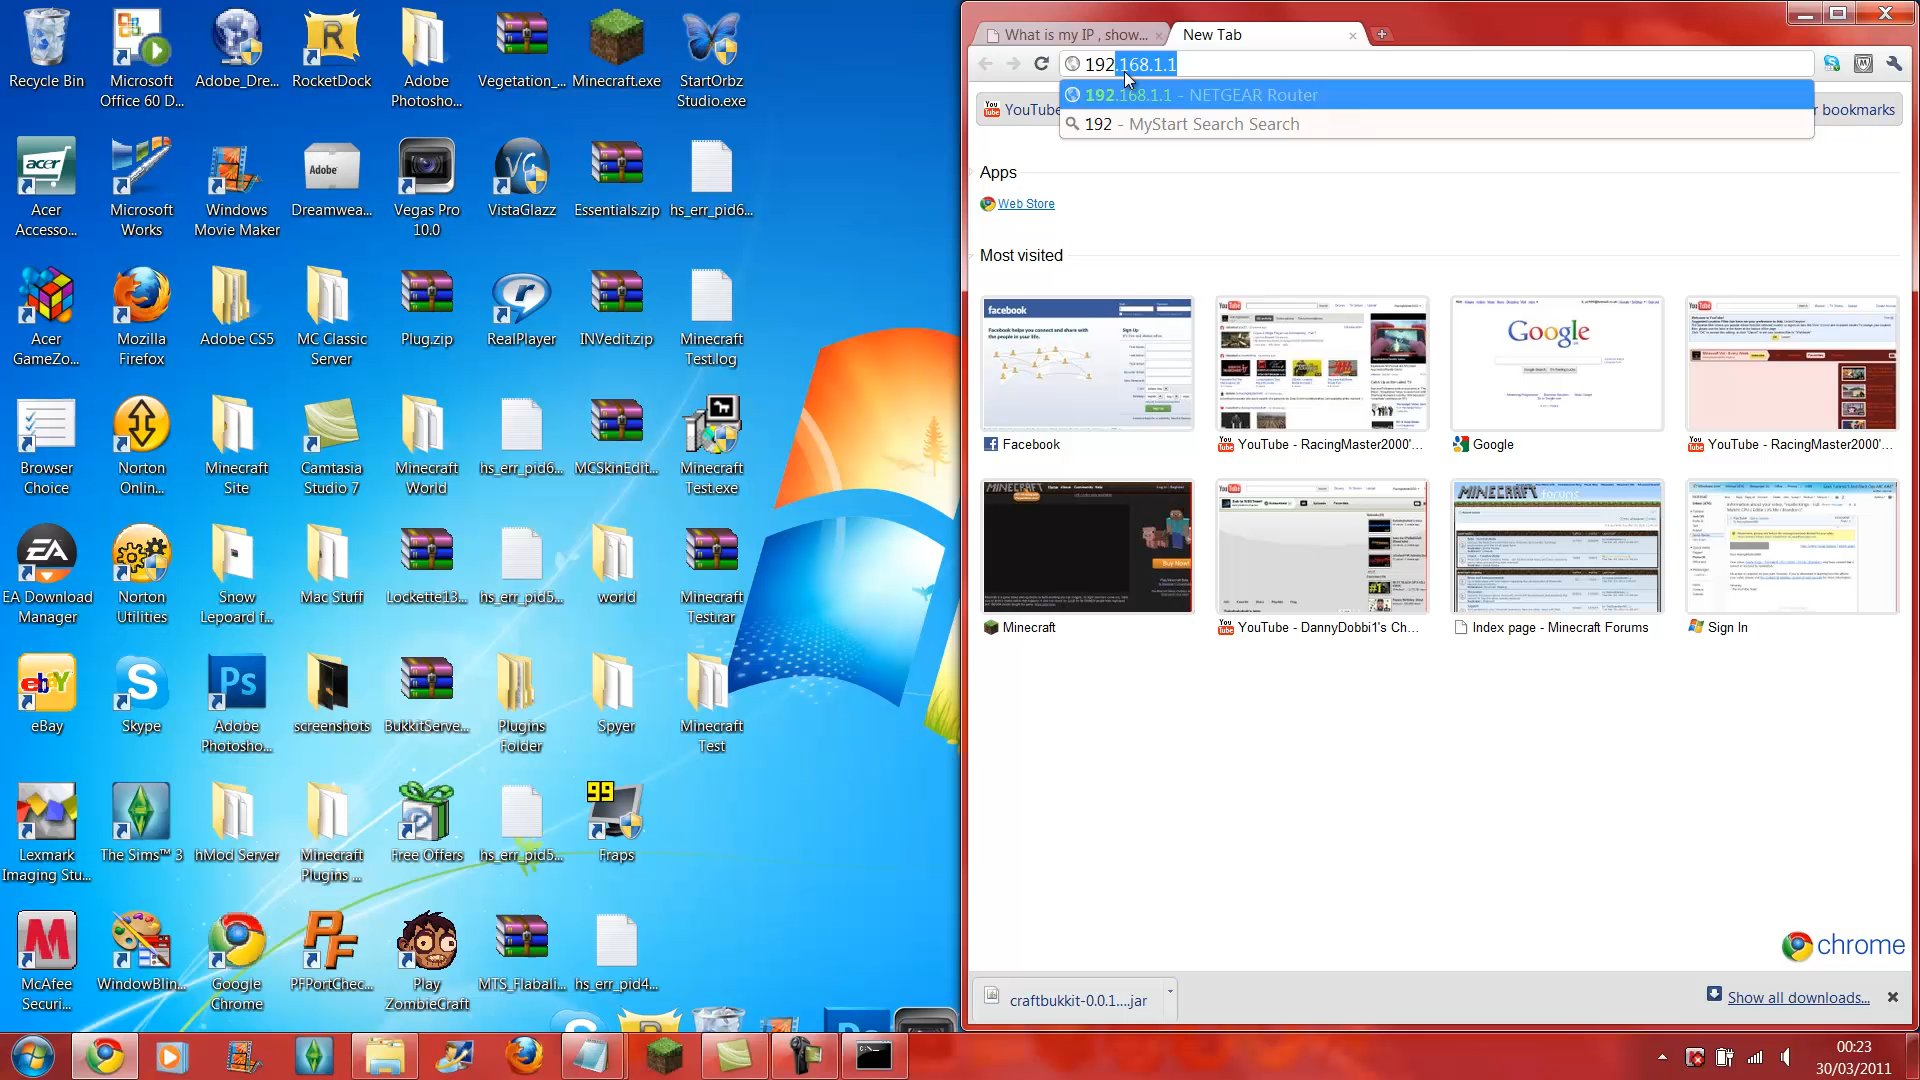 Recycle Bin
Microsoft
Office 60 D...
Adobe_Dre...
RocketDock
Adobe
Photosho...
Vegetation_...
Minecraft.exe
StartOrbz
Studio.exe
Acer
Accesso...
Microsoft
Works
Windows
Movie Maker
Dreamwea...
Vegas Pro
10.0
VistaGlazz
Essentials.zip
hs_err_pid6...
Acer
GameZo...
Mozilla
Firefox
Adobe CS5
MC Classic
Server
Plug.zip
RealPlayer
INVedit.zip
Minecraft
Test.log
Browser
Choice
Norton
Onlin...
Minecraft
Site
Camtasia
Studio 7
Minecraft
World
hs_err_pid6...
MCSkinEdit...
Minecraft
Test.exe
EA Download
Manager
Norton
Utilities
Snow
Lepoard f...
Mac Stuff
Lockette13...
hs_err_pid5...
world
Minecraft
Test.rar
eBay
Skype
Adobe
Photosho...
screenshots
BukkitServe...
Plugins
Folder
Spyer
Minecraft
Test
Lexmark
Imaging Stu...
The Sims™ 3
hMod Server
Minecraft
Plugins ...
Free Offers
hs_err_pid5...
99
Fraps
McAfee
Securi...
WindowBlin...
Google
Chrome
PFPortChec...
Play
ZombieCraft
MTS_Flabali...
hs_err_pid4...
What is my IP , show...
New Tab
192.168.1.1
192.168.1.1 - NETGEAR Router
192 - MyStart Search Search
YouTube
r bookmarks
Apps
Web Store
Most visited
Facebook
YouTube - RacingMaster2000'...
Google
YouTube - RacingMaster2000'...
Minecraft
YouTube - DannyDobbi1's Ch...
Index page - Minecraft Forums
Sign In
chrome
craftbukkit-0.0.1....jar
Show all downloads...
00:23
30/03/2011